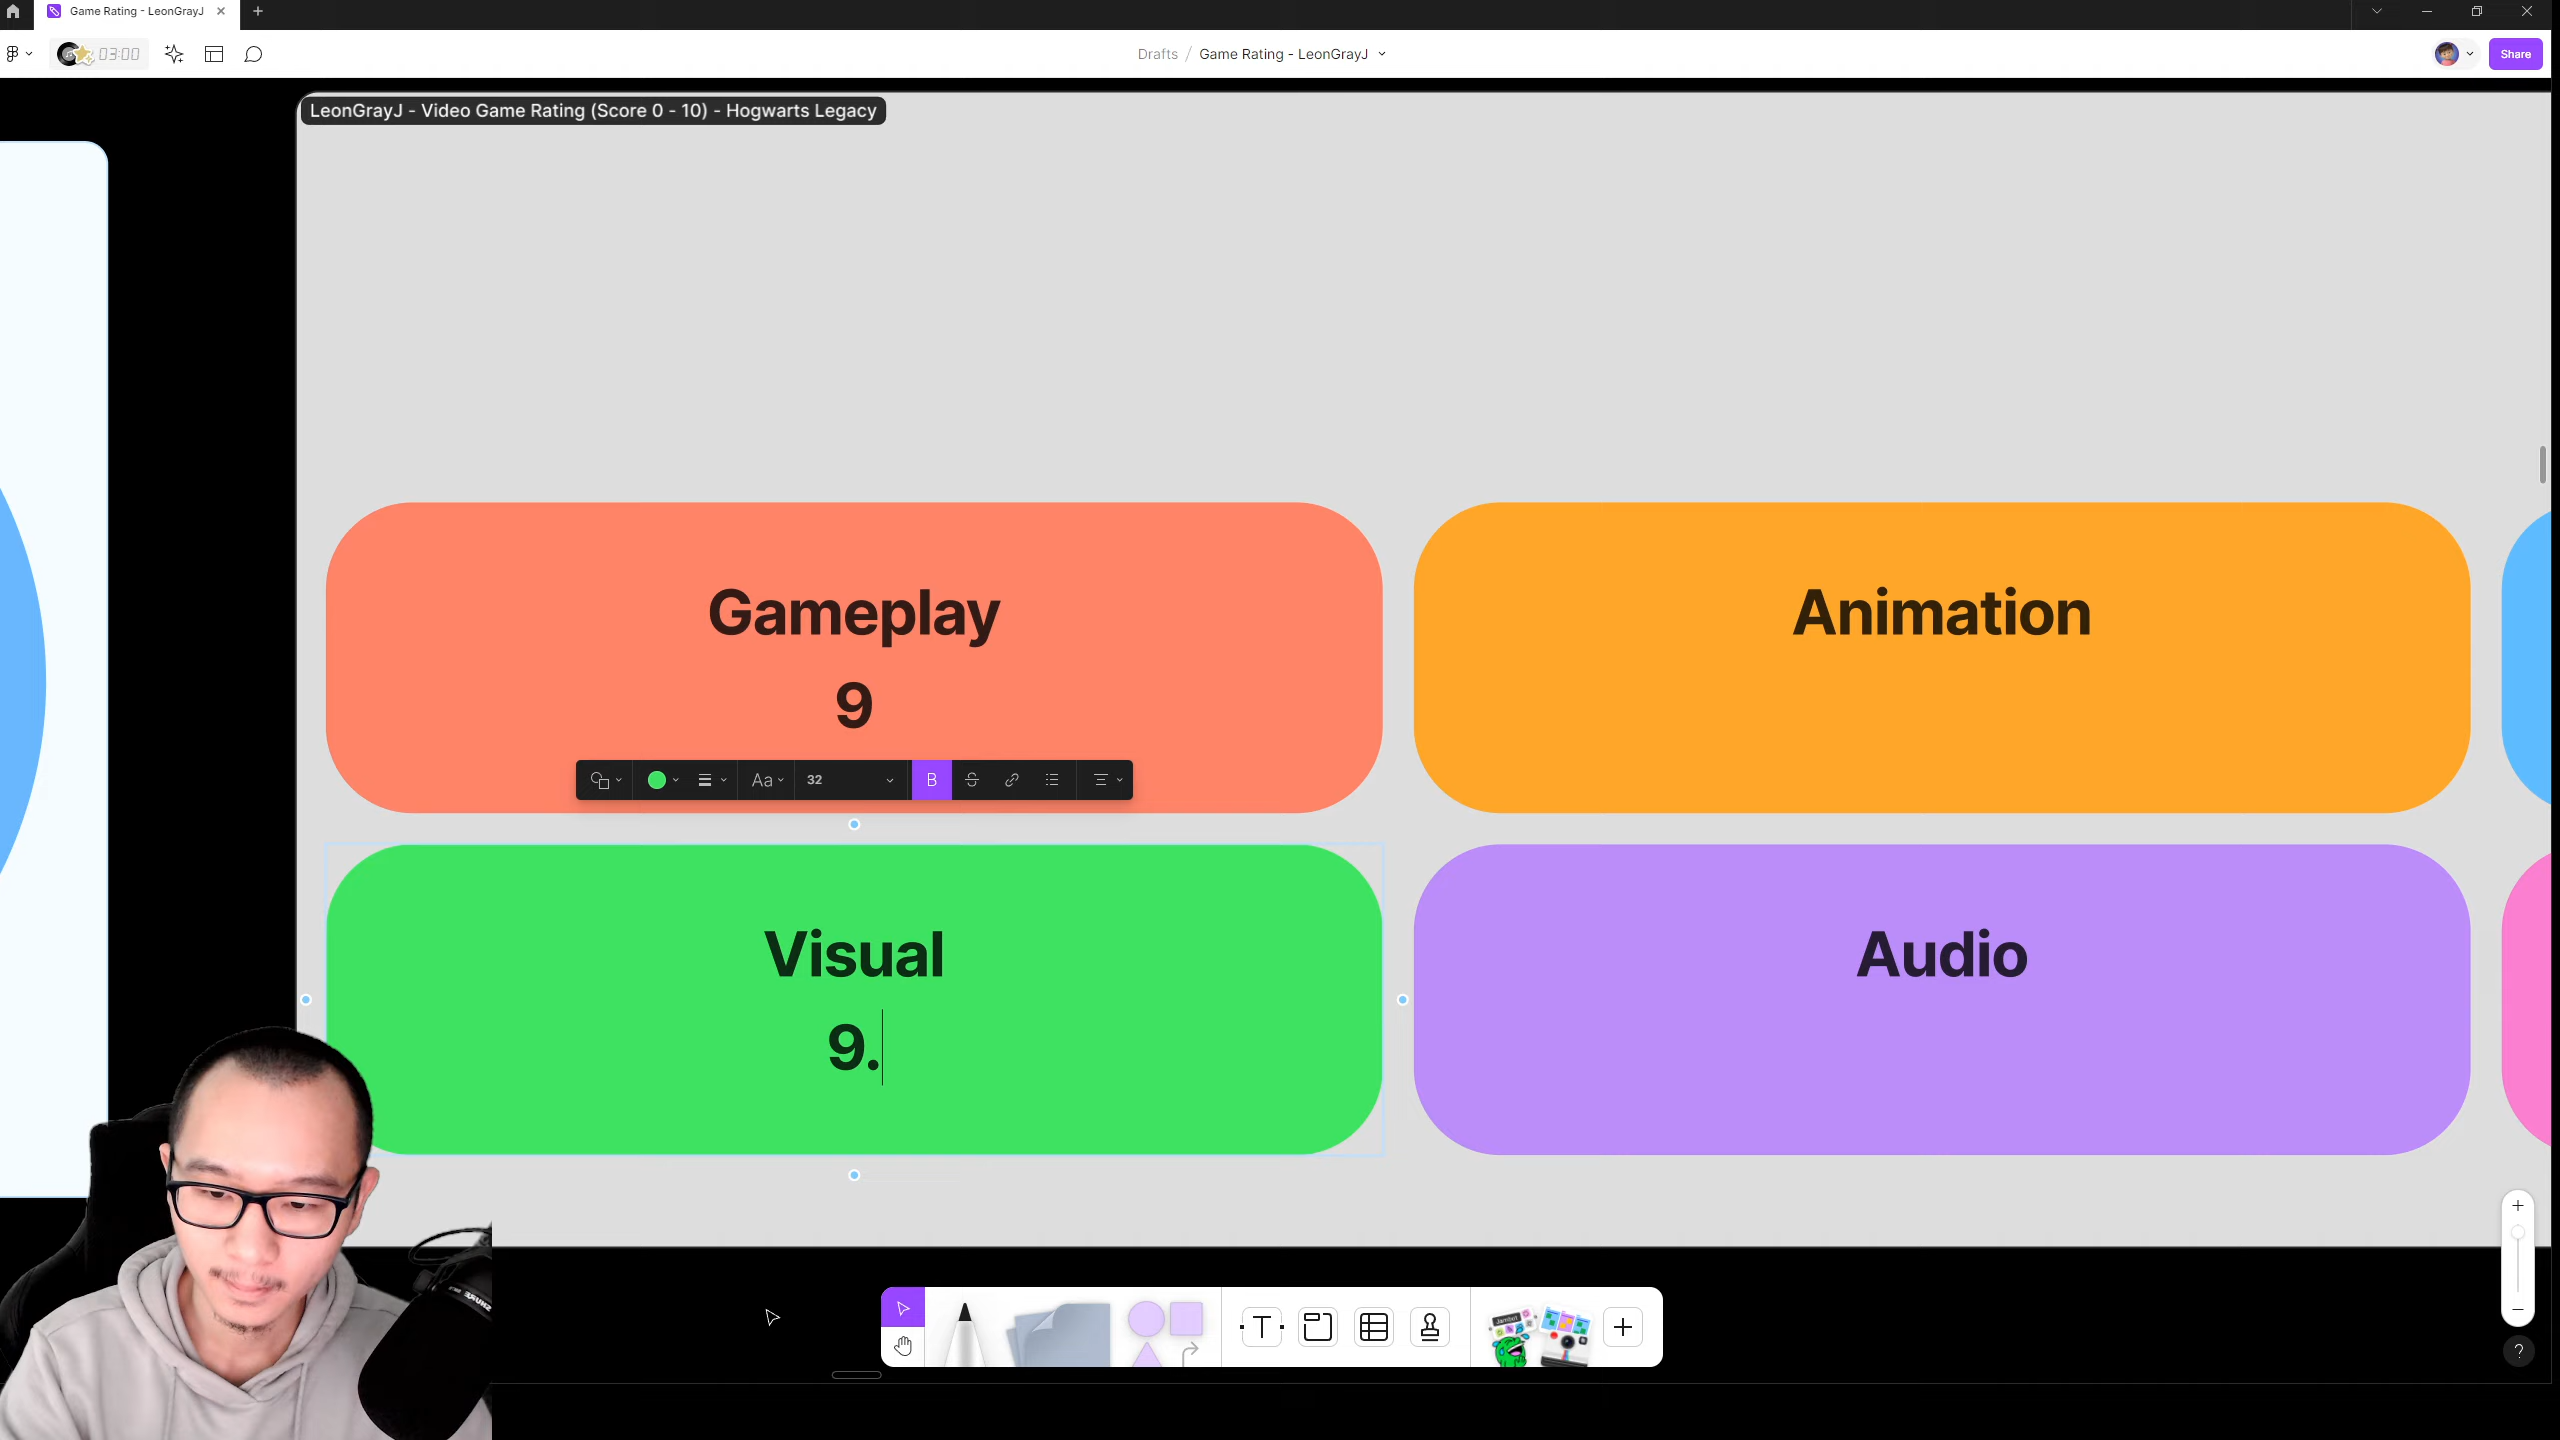 Game Rating - LeonGrayJ
03:00
Drafts / Game Rating - LeonGrayJ
Share
LeonGrayJ - Video Game Rating (Score 0 - 10) - Hogwarts Legacy
Gameplay
9
Animation
Aa
32
B
S
Visual
9.
Audio
T
?